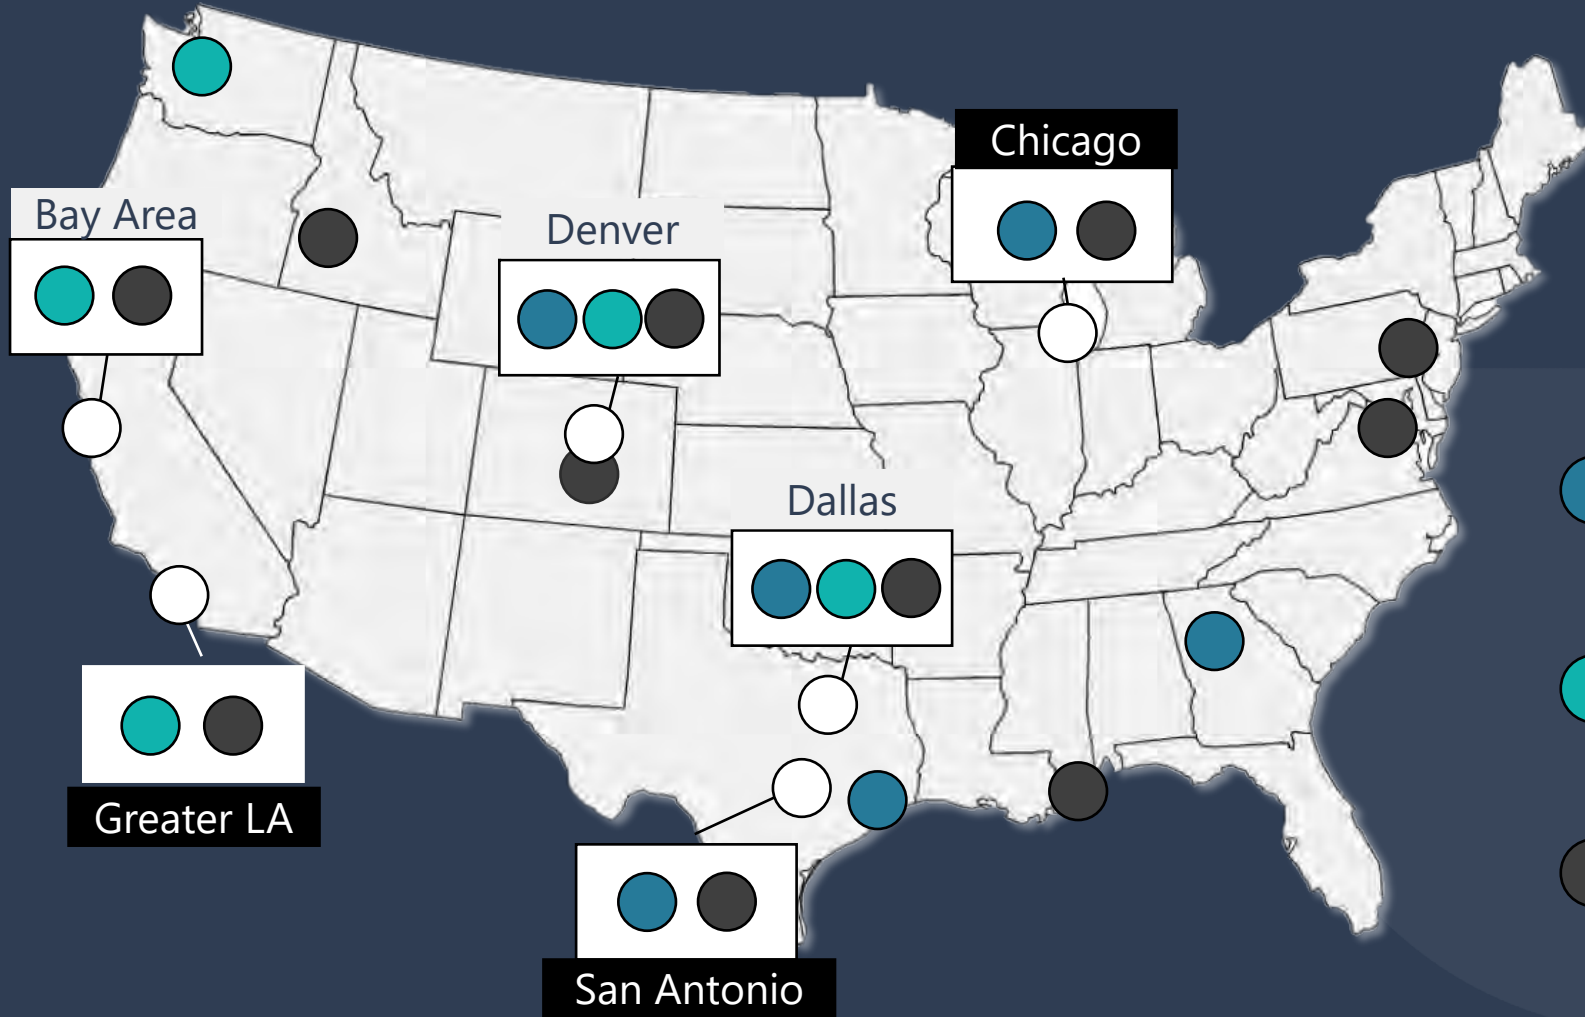 Chicago
Bay Area
Denver
Dallas
Greater LA
San Antonio